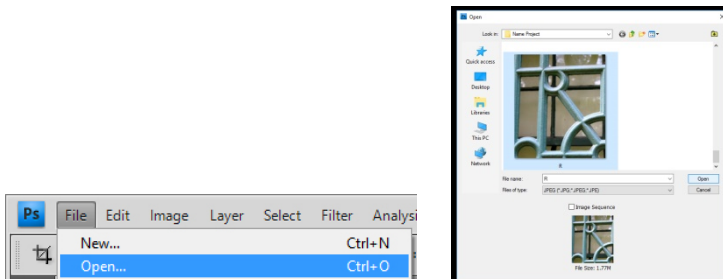 Ps File Edit Image Layer Select Filter Analysi
New... Ctrl+N
Open... Ctrl+O
Open
Look in: Name Project
Quick access
Desktop
Libraries
This PC
Network
R
File name: R Open
Files of type: JPEG (*.JPG;*.JPEG;*.JPE) Cancel
Image Sequence
File Size: 1.77M